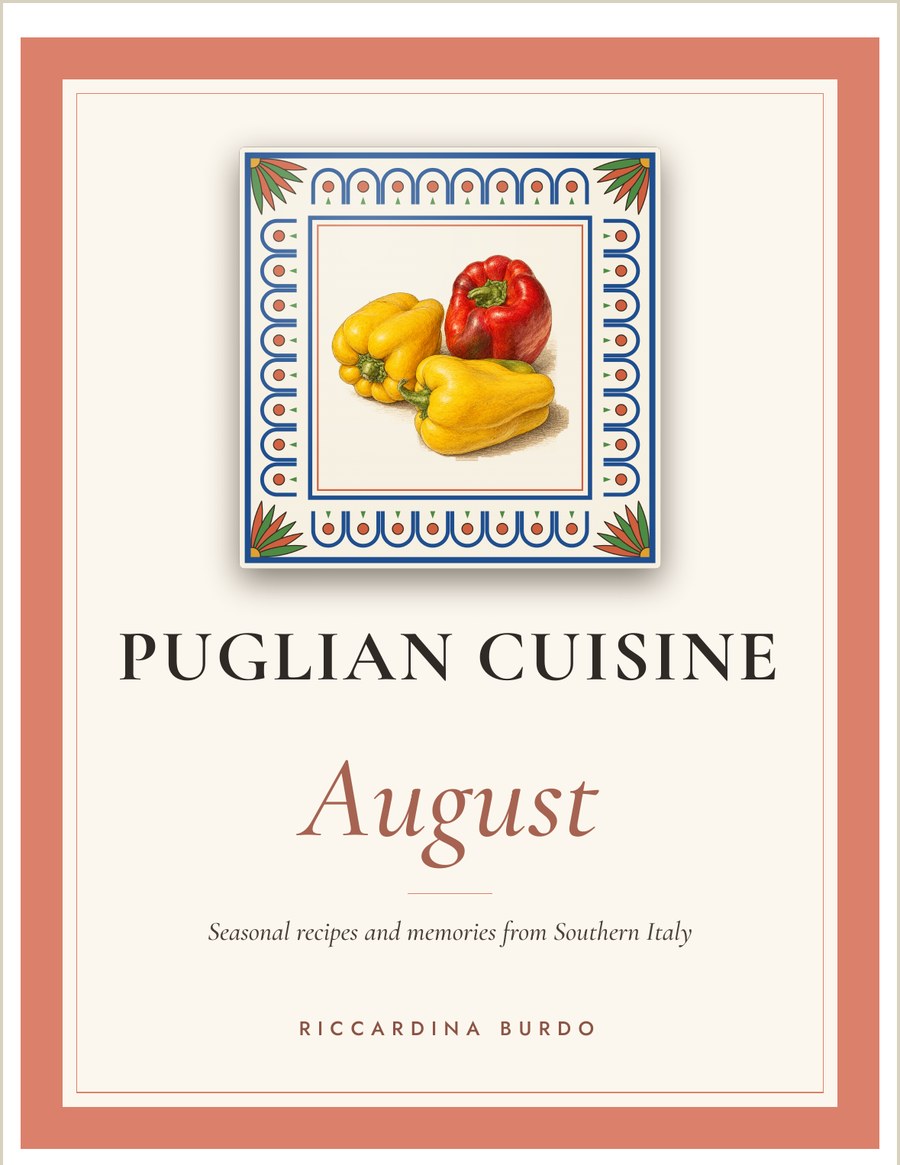 PUGLIAN CUISINE
August
Seasonal recipes and memories from Southern Italy
RICCARDINA BURDO